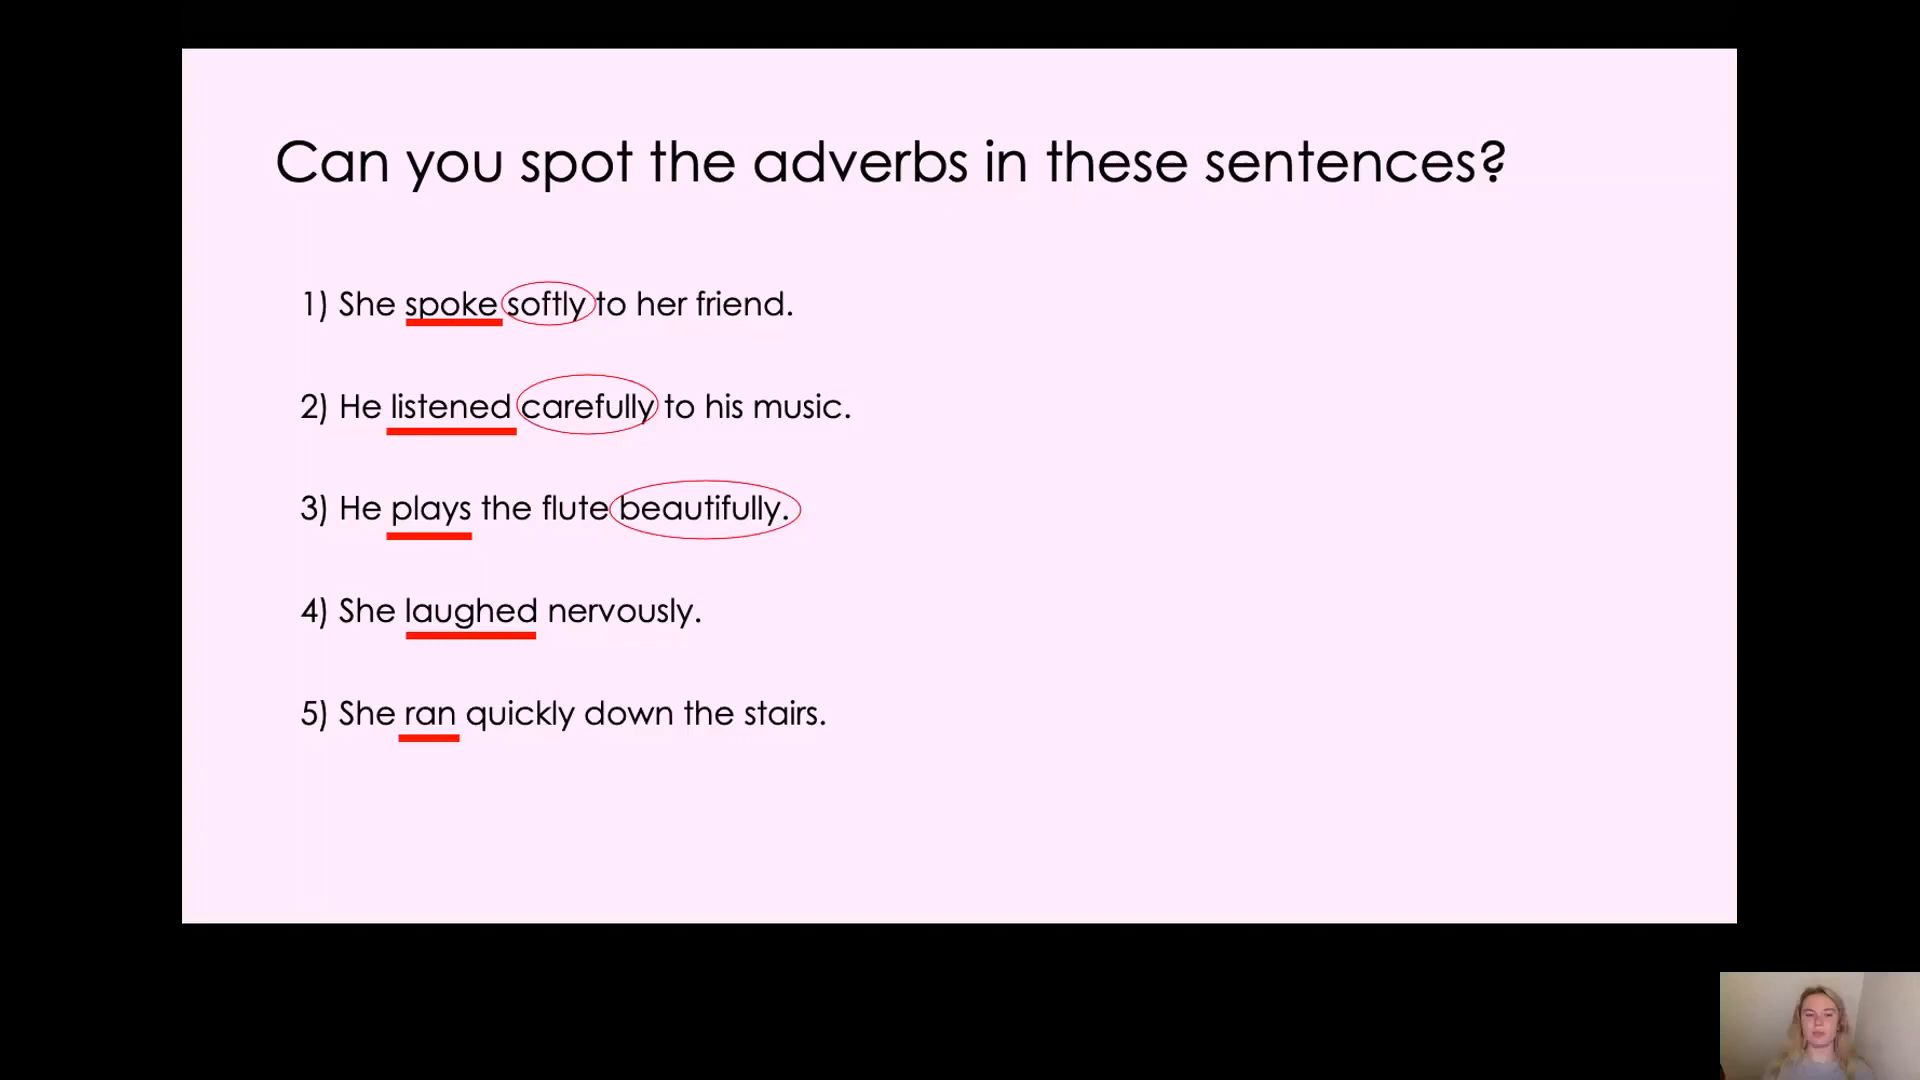 Can you spot the adverbs in these sentences?
1) She spoke softly to her friend.
2) He listened carefully to his music.
3) He plays the flute beautifully.
4) She laughed nervously.
5) She ran quickly down the stairs.